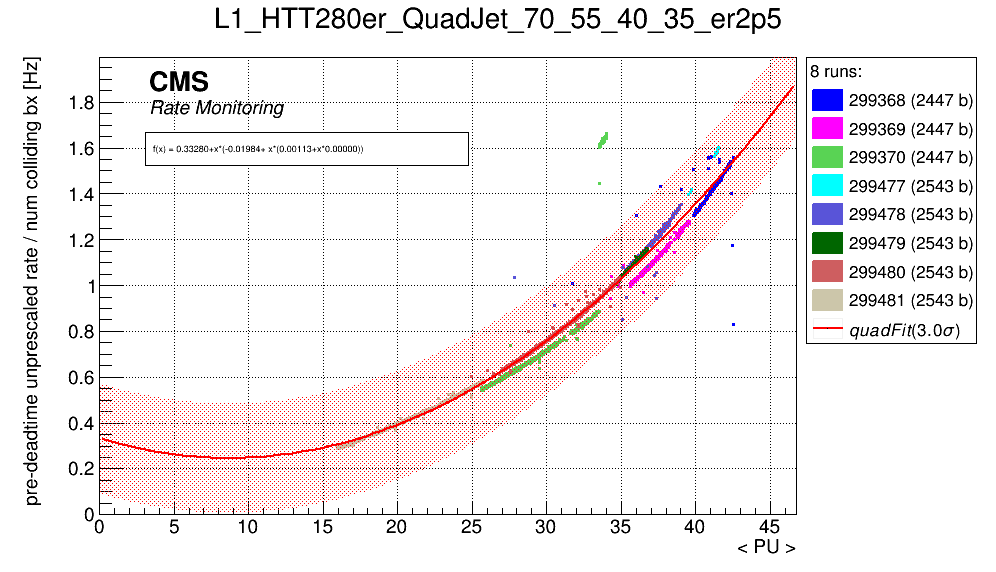 L1_HTT280er_QuadJet_70_55_40_35_er2p5
pre-deadtime unprescaled rate / num colliding bx [Hz]
CMS
Rate Monitoring
f(x) = 0.33280+x*(-0.01984+ x*(0.00113+x*0.00000))
1.8
1.6
1.4
1.2
1
0.8
0.6
0.4
0.2
0
0 5 10 15 20 25 30 35 40 45
< PU >
8 runs:
299368 (2447 b)
299369 (2447 b)
299370 (2447 b)
299477 (2543 b)
299478 (2543 b)
299479 (2543 b)
299480 (2543 b)
299481 (2543 b)
quadFit(3.0σ)